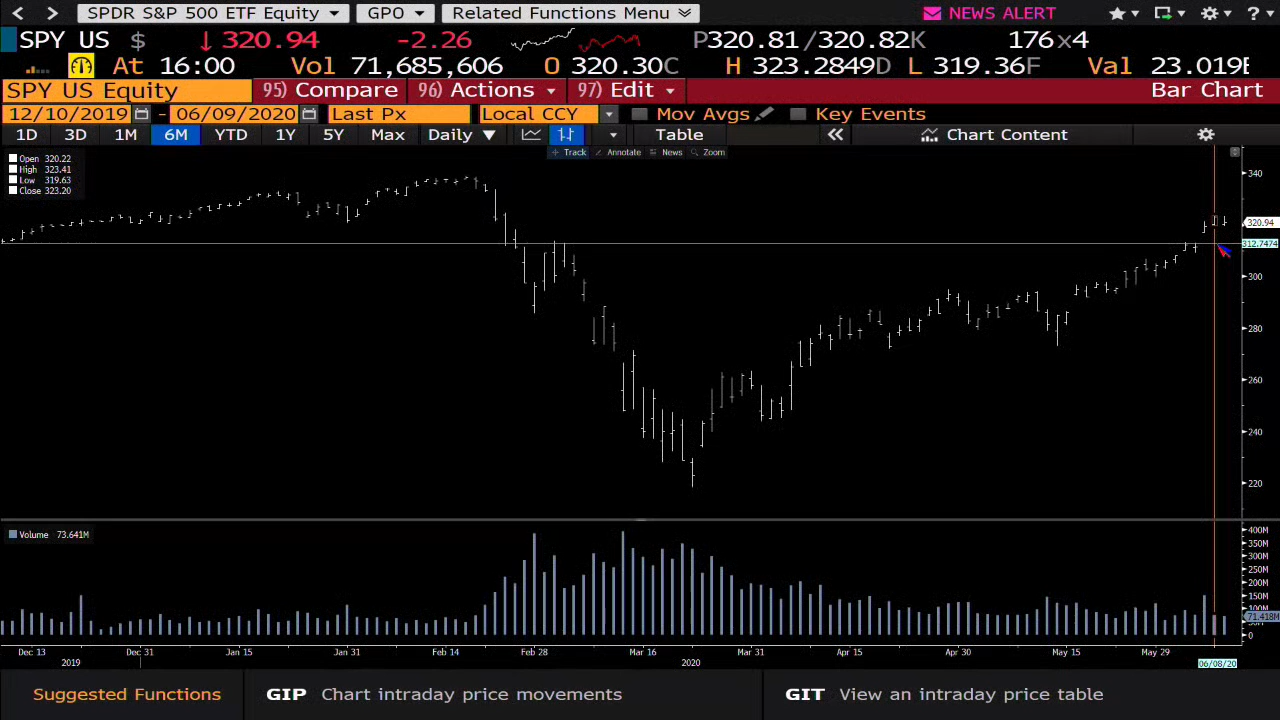 SPDR S&P 500 ETF Equity GPO Related Functions Menu NEWS ALERT ?
SPY US $ ↓320.94 -2.26 P320.81/320.82K 176x4
At 16:00 Vol 71,685,606 O 320.30C H 323.2849D L 319.36F Val 23.019E
SPY US Equity 95) Compare 96) Actions 97) Edit Bar Chart
12/10/2019 - 06/09/2020 Last Px Local CCY Mov Avgs Key Events
1D 3D 1M 6M YTD 1Y 5Y Max Daily ▼ Table « Chart Content
+ Track Annotate News Zoom
Open 320.22
High 323.41
Low 319.63
Close 323.20
340
320.94
312.7474
300
280
260
240
220
Volume 73.641M
400M
350M
300M
250M
200M
150M
100M
71.418M
0
Dec 13 Dec 31 Jan 15 Jan 31 Feb 14 Feb 28 Mar 16 Mar 31 Apr 15 Apr 30 May 15 May 29
2019 2020 06/08/20
Suggested Functions GIP Chart intraday price movements GIT View an intraday price table